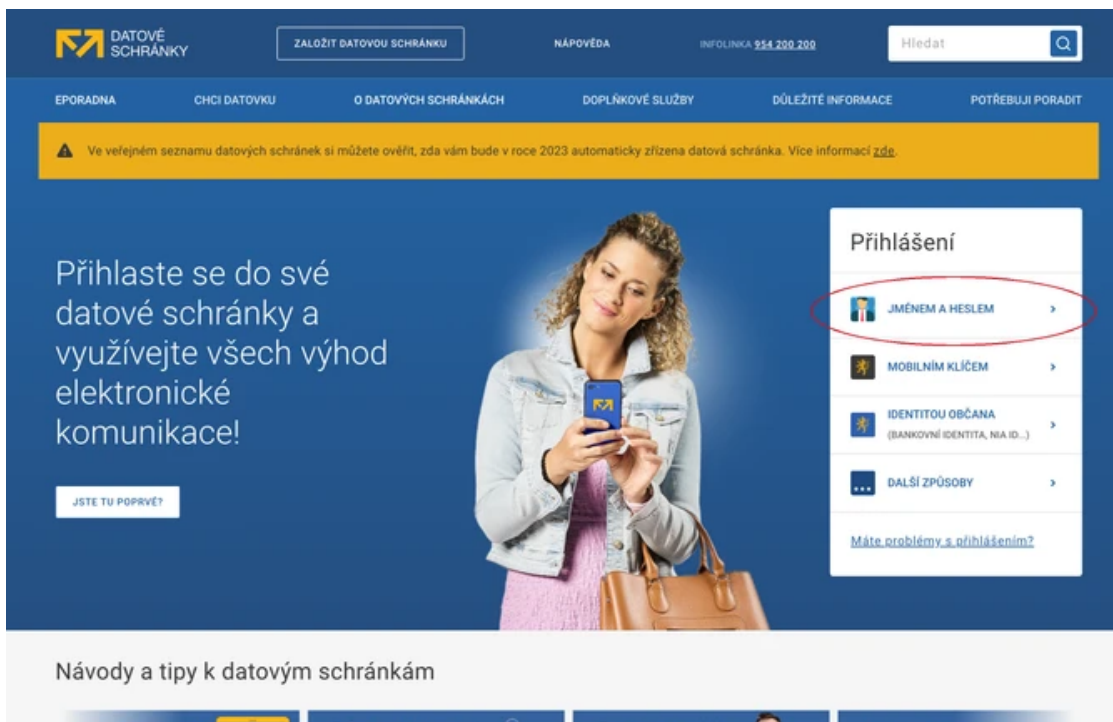 DATOVÉ
SCHRÁNKY
ZALOŽIT DATOVOU SCHRÁNKU
NÁPOVĚDA
INFOLINKA 954 200 200
Hledat
EPORADNA
CHCI DATOVKU
O DATOVÝCH SCHRÁNKÁCH
DOPLŇKOVÉ SLUŽBY
DŮLEŽITÉ INFORMACE
POTŘEBUJI PORADIT
Ve veřejném seznamu datových schránek si můžete ověřit, zda vám bude v roce 2023 automaticky zřízena datová schránka. Více informací zde.
Přihlaste se do své
datové schránky a
využívejte všech výhod
elektronické
komunikace!
JSTE TU POPRVÉ?
Přihlášení
JMÉNEM A HESLEM
MOBILNÍM KLÍČEM
IDENTITOU OBČANA
(BANKOVNÍ IDENTITA, NIA ID...)
DALŠÍ ZPŮSOBY
Máte problémy s přihlášením?
Návody a tipy k datovým schránkám